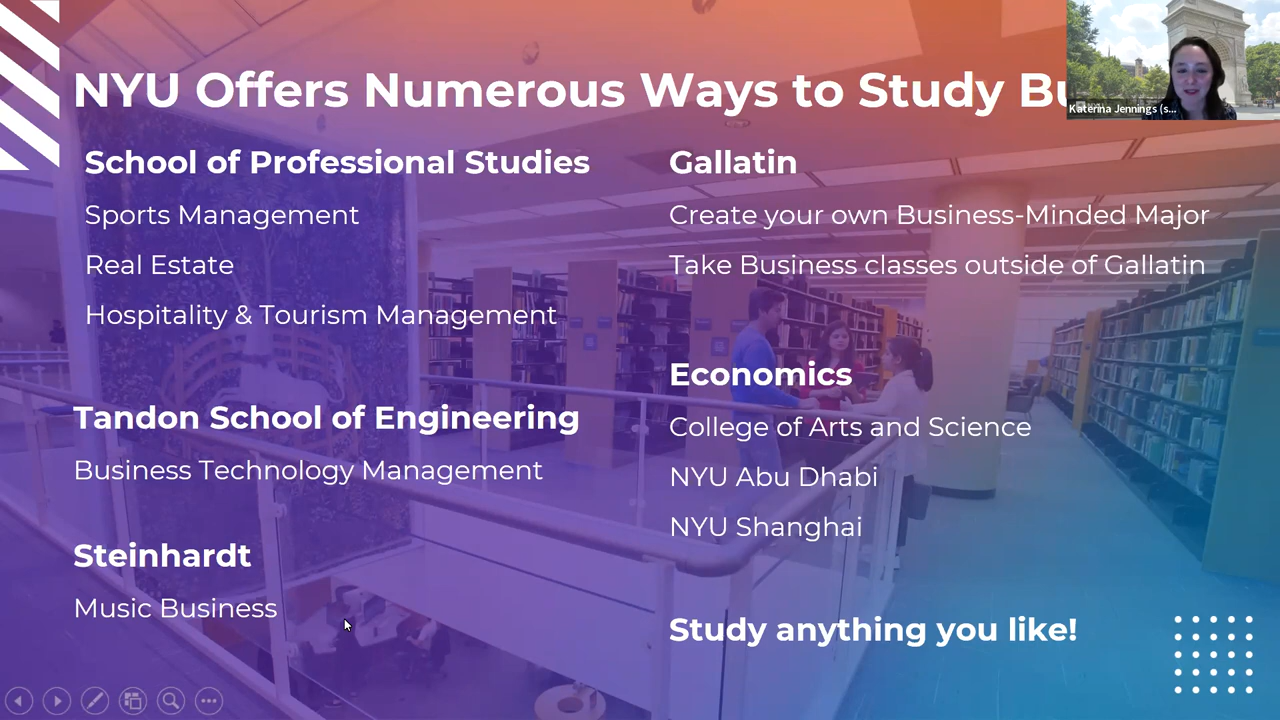 NYU Offers Numerous Ways to Study Bu
Katerina Jennings (s...
School of Professional Studies
Sports Management
Real Estate
Hospitality & Tourism Management
Tandon School of Engineering
Business Technology Management
Steinhardt
Music Business
Gallatin
Create your own Business-Minded Major
Take Business classes outside of Gallatin
Economics
College of Arts and Science
NYU Abu Dhabi
NYU Shanghai
Study anything you like!